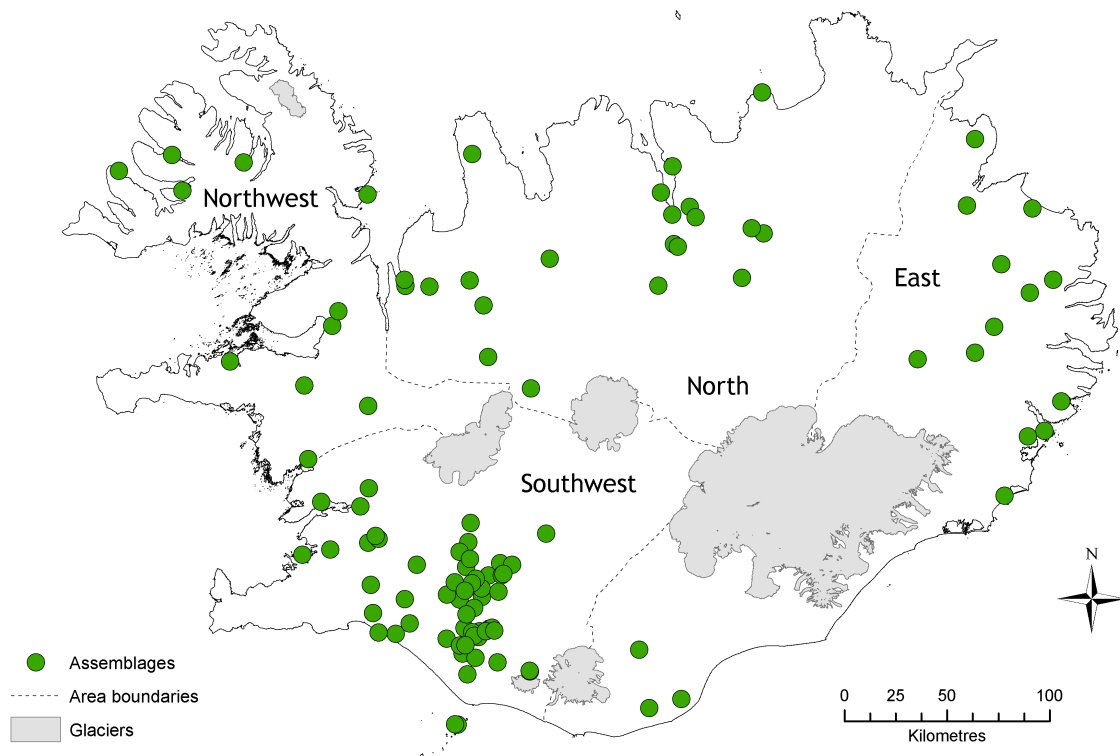 Northwest
East
North
Southwest
N
Assemblages
Area boundaries
Glaciers
0 25 50 100
Kilometres